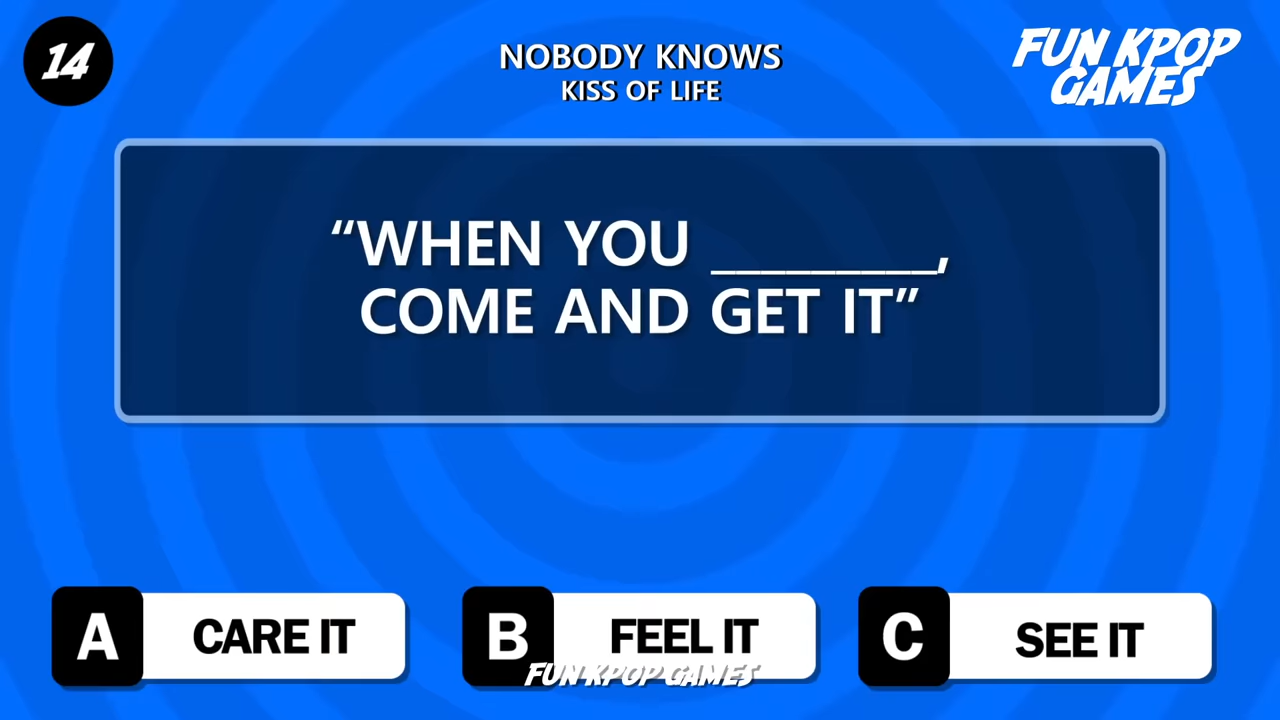 14
NOBODY KNOWS
KISS OF LIFE
FUN KPOP
GAMES
“WHEN YOU _________,
COME AND GET IT”
A CARE IT
B FEEL IT
C SEE IT
FUN KPOP GAMES